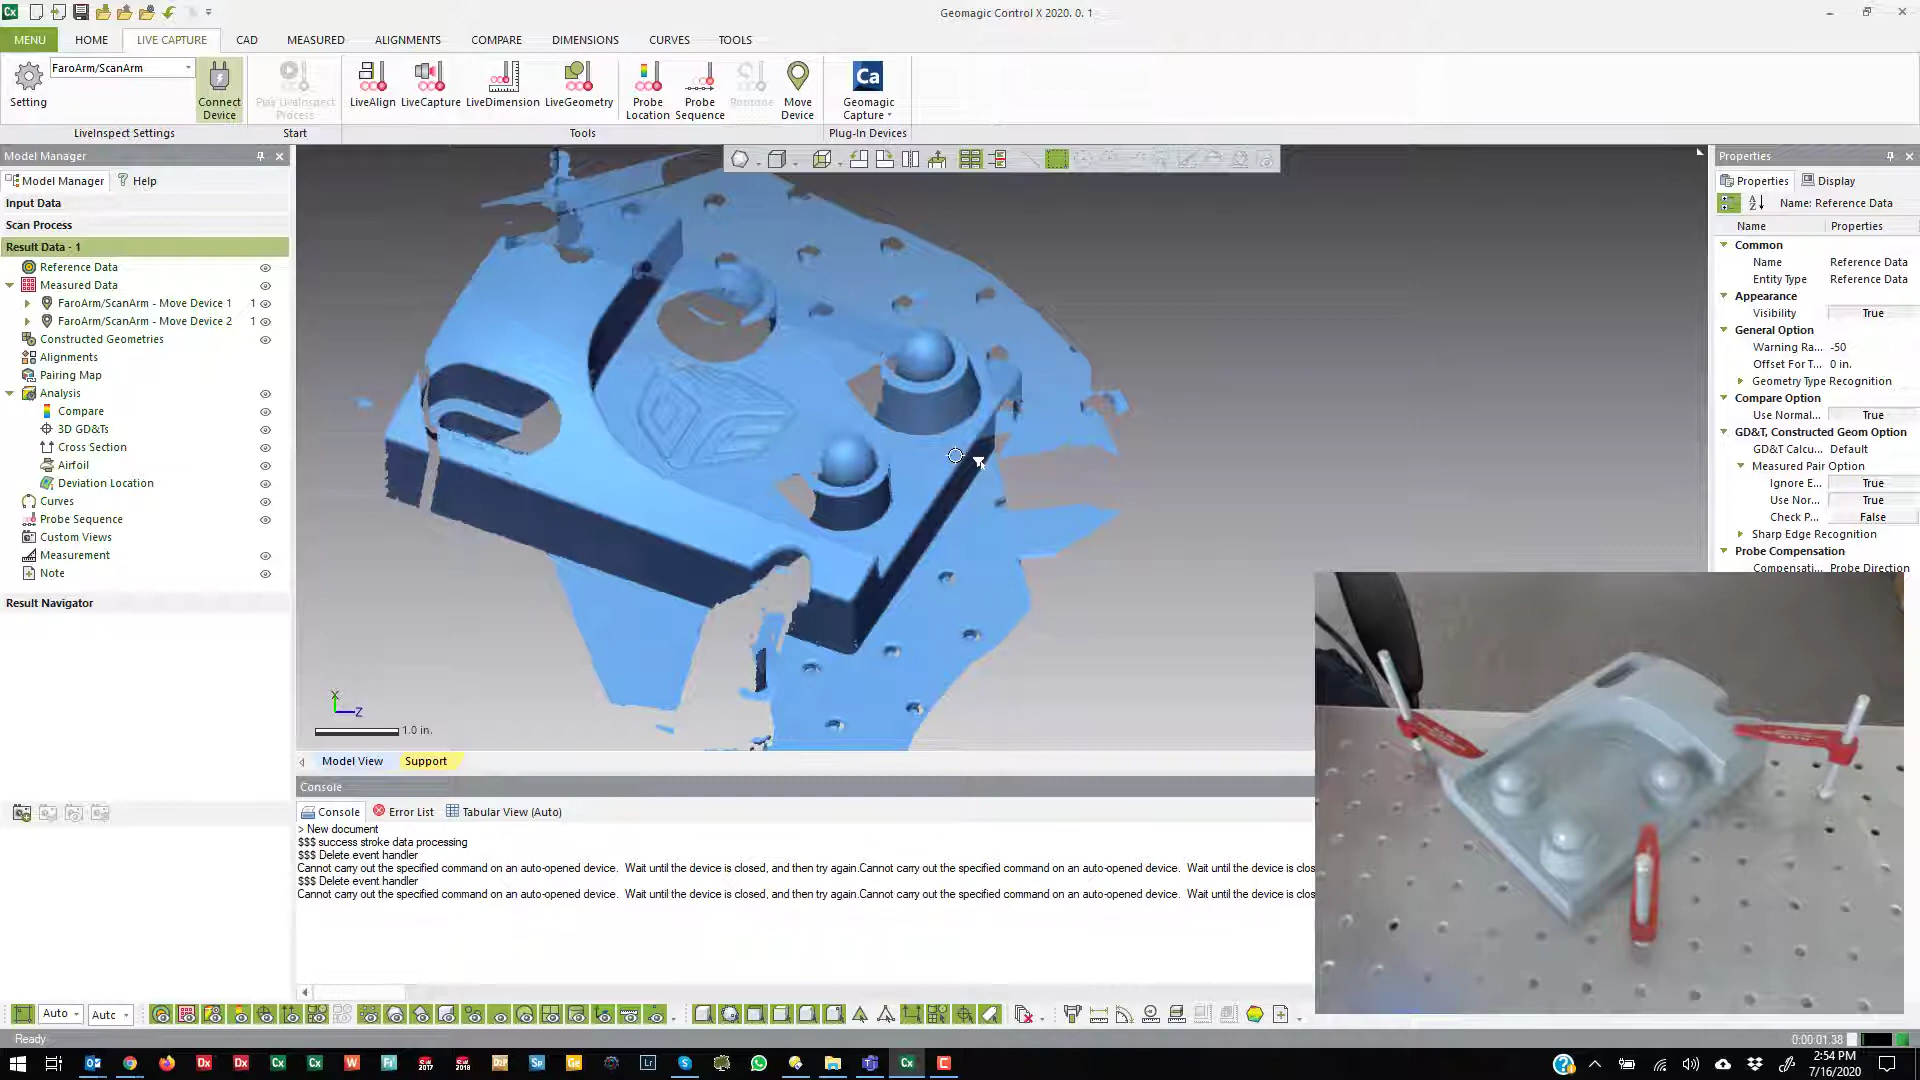 Geomagic Control X 2020. 0. 1
MENU HOME LIVE CAPTURE CAD MEASURED ALIGNMENTS COMPARE DIMENSIONS CURVES TOOLS
FaroArm/ScanArm
Setting Connect Device Play LiveInspect Process LiveAlign LiveCapture LiveDimension LiveGeometry Probe Location Probe Sequence Move Device Geomagic Capture
LiveInspect Settings Start Tools Plug-In Devices
Model Manager
Model Manager Help
Input Data
Scan Process
Result Data - 1
Reference Data
Measured Data
FaroArm/ScanArm - Move Device 1 1
FaroArm/ScanArm - Move Device 2 1
Constructed Geometries
Alignments
Pairing Map
Analysis
Compare
3D GD&Ts
Cross Section
Airfoil
Deviation Location
Curves
Probe Sequence
Custom Views
Measurement
Note
Result Navigator
X
Z
1.0 in.
Model View Support
Console
Console Error List Tabular View (Auto)
> New document
$$$ success stroke data processing
$$$ Delete event handler
Cannot carry out the specified command on an auto-opened device. Wait until the device is closed, and then try again.Cannot carry out the specified command on an auto-opened device. Wait until the device is clos
$$$ Delete event handler
Cannot carry out the specified command on an auto-opened device. Wait until the device is closed, and then try again.Cannot carry out the specified command on an auto-opened device. Wait until the device is clos
Properties
Properties Display
Name: Reference Data
Name Properties
Common
Name Reference Data
Entity Type Reference Data
Appearance
Visibility True
General Option
Warning Ra... -50
Offset For T... 0 in.
Geometry Type Recognition
Compare Option
Use Normal... True
GD&T, Constructed Geom Option
GD&T Calcu... Default
Measured Pair Option
Ignore E... True
Use Nor... True
Check P... False
Sharp Edge Recognition
Probe Compensation
Compensati... Probe Direction
Auto Autc
Ready
0:00:01.38
2:54 PM
7/16/2020